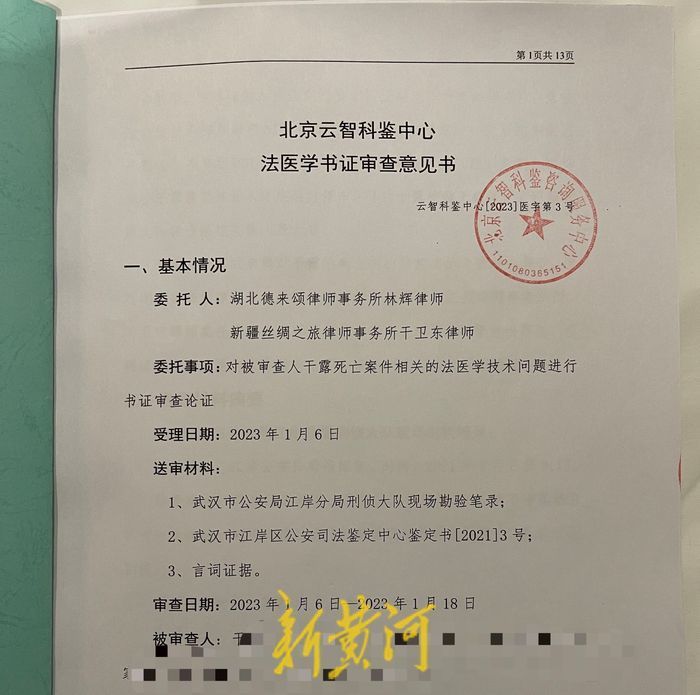 第1页共13页
北京云智科鉴中心
法医学书证审查意见书
云智科鉴中心[2023]医字第3号
北京云智科鉴咨询服务中心
1101080365151
一、基本情况
委托人：湖北德来颂律师事务所林辉律师
新疆丝绸之旅律师事务所干卫东律师
委托事项：对被审查人干露死亡案件相关的法医学技术问题进行
书证审查论证
受理日期：2023年1月6日
送审材料：
1、武汉市公安局江岸分局刑侦大队现场勘验笔录；
2、武汉市江岸区公安司法鉴定中心鉴定书[2021]3号；
3、言词证据。
审查日期：2023年1月6日—2023年1月18日
被审查人：干
新黄河